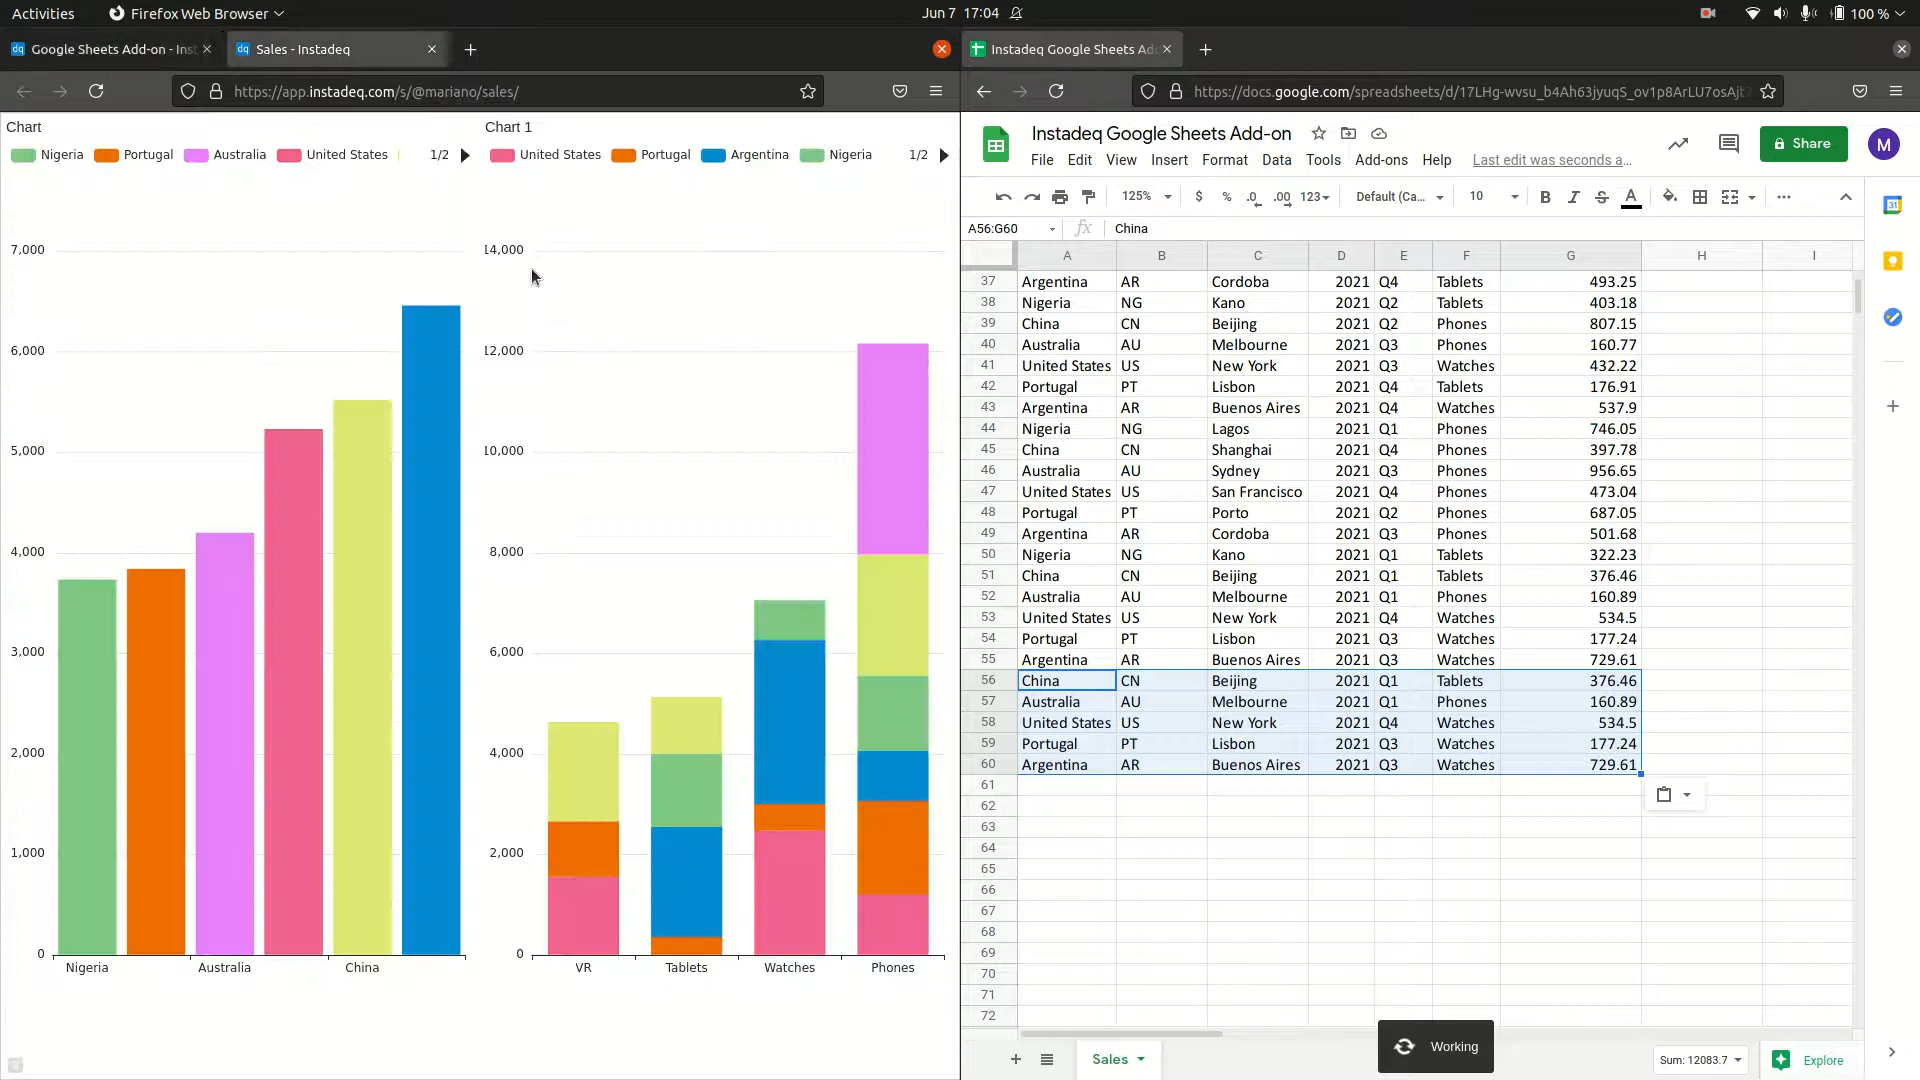 Activities
Firefox Web Browser
Jun 7 17:04
100 %
Google Sheets Add-on - Inst
Sales - Instadeq
https://app.instadeq.com/s/@mariano/sales/
Chart
Nigeria Portugal Australia United States 1/2
7,000
6,000
5,000
4,000
3,000
2,000
1,000
0
Nigeria Australia China
Chart 1
United States Portugal Argentina Nigeria 1/2
14,000
12,000
10,000
8,000
6,000
4,000
2,000
0
VR Tablets Watches Phones
Instadeq Google Sheets Add
https://docs.google.com/spreadsheets/d/17LHg-wvsu_b4Ah63jyuqS_ov1p8ArLU7osAjt7
Instadeq Google Sheets Add-on
File Edit View Insert Format Data Tools Add-ons Help Last edit was seconds a...
Share
M
125% $ % .0 .00 123 Default (Ca... 10 B I S A
31
A56:G60 fx China
A B C D E F G H I
37 Argentina AR Cordoba 2021 Q4 Tablets 493.25
38 Nigeria NG Kano 2021 Q2 Tablets 403.18
39 China CN Beijing 2021 Q2 Phones 807.15
40 Australia AU Melbourne 2021 Q3 Phones 160.77
41 United States US New York 2021 Q3 Watches 432.22
42 Portugal PT Lisbon 2021 Q4 Tablets 176.91
43 Argentina AR Buenos Aires 2021 Q4 Watches 537.9
44 Nigeria NG Lagos 2021 Q1 Phones 746.05
45 China CN Shanghai 2021 Q4 Phones 397.78
46 Australia AU Sydney 2021 Q3 Phones 956.65
47 United States US San Francisco 2021 Q4 Phones 473.04
48 Portugal PT Porto 2021 Q2 Phones 687.05
49 Argentina AR Cordoba 2021 Q3 Phones 501.68
50 Nigeria NG Kano 2021 Q1 Tablets 322.23
51 China CN Beijing 2021 Q1 Tablets 376.46
52 Australia AU Melbourne 2021 Q1 Phones 160.89
53 United States US New York 2021 Q4 Watches 534.5
54 Portugal PT Lisbon 2021 Q3 Watches 177.24
55 Argentina AR Buenos Aires 2021 Q3 Watches 729.61
56 China CN Beijing 2021 Q1 Tablets 376.46
57 Australia AU Melbourne 2021 Q1 Phones 160.89
58 United States US New York 2021 Q4 Watches 534.5
59 Portugal PT Lisbon 2021 Q3 Watches 177.24
60 Argentina AR Buenos Aires 2021 Q3 Watches 729.61
61
62
63
64
65
66
67
68
69
70
71
72
Sales
Working
Sum: 12083.7
Explore